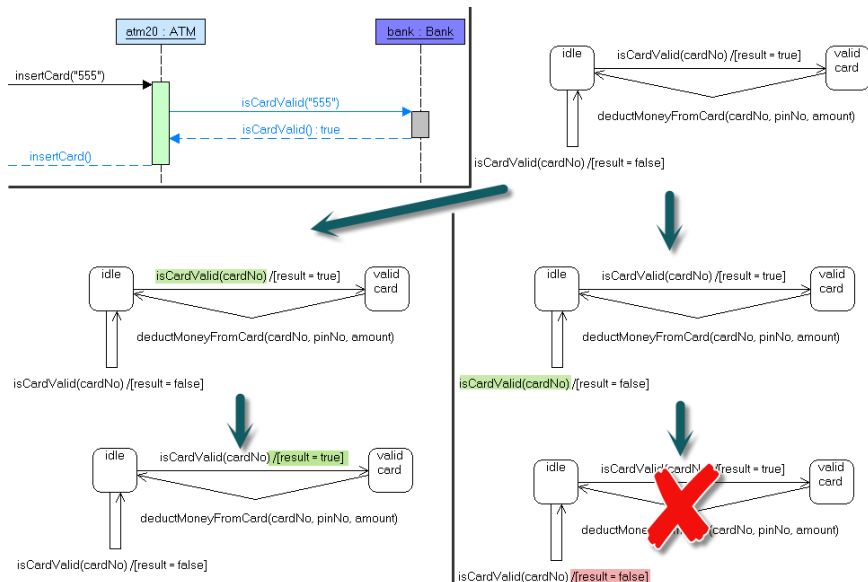 atm20 : ATM
bank : Bank
insertCard("555")
isCardValid("555")
isCardValid() : true
insertCard()
idle
isCardValid(cardNo) /[result = true]
valid
card
deductMoneyFromCard(cardNo, pinNo, amount)
isCardValid(cardNo) /[result = false]
idle
isCardValid(cardNo) /[result = true]
valid
card
deductMoneyFromCard(cardNo, pinNo, amount)
isCardValid(cardNo) /[result = false]
idle
isCardValid(cardNo) /[result = true]
valid
card
deductMoneyFromCard(cardNo, pinNo, amount)
isCardValid(cardNo) /[result = false]
idle
isCardValid(cardNo) /[result = true]
valid
card
deductMoneyFromCard(cardNo, pinNo, amount)
isCardValid(cardNo) /[result = false]
idle
isCardValid(cardNo) /[result = true]
valid
card
deductMoneyFromCard(cardNo, pinNo, amount)
isCardValid(cardNo) /[result = false]